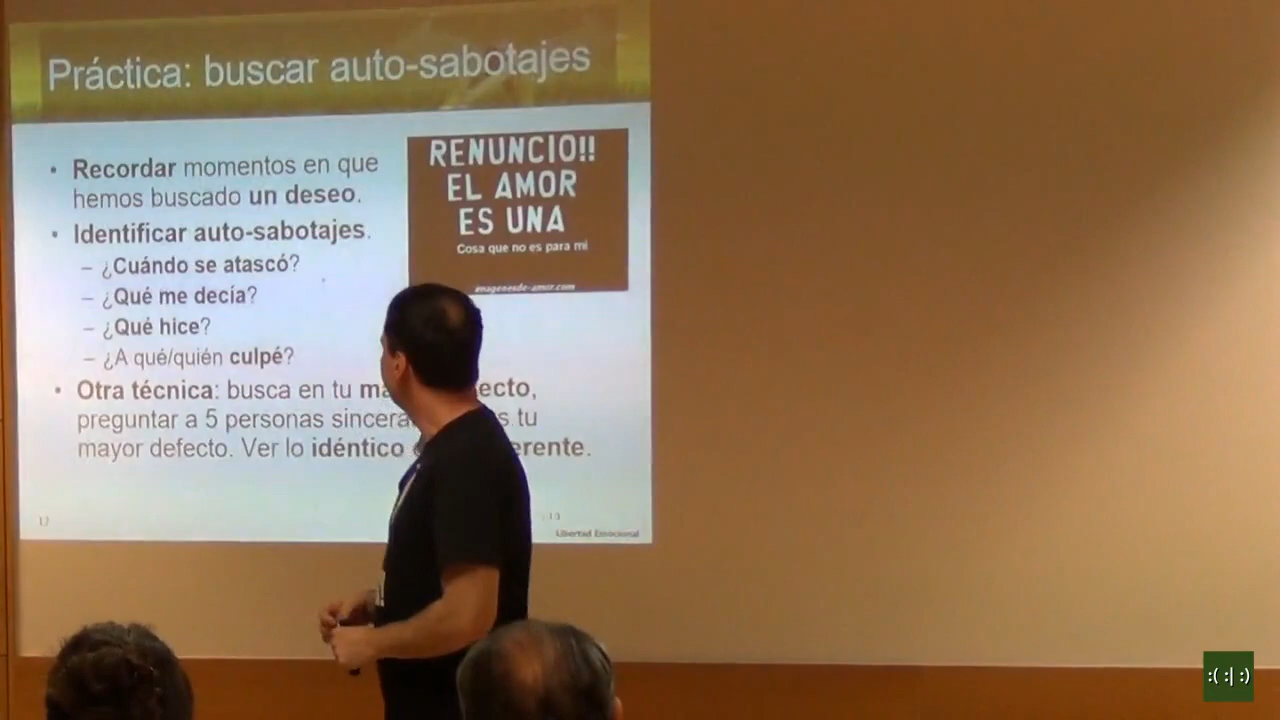 Práctica: buscar auto-sabotajes
• Recordar momentos en que
hemos buscado un deseo.
• Identificar auto-sabotajes.
– ¿Cuándo se atascó?
– ¿Qué me decía?
– ¿Qué hice?
– ¿A qué/quién culpé?
• Otra técnica: busca en tu
preguntar a 5 personas tu
mayor defecto. Ver lo idéntico
RENUNCIO!!
EL AMOR
ES UNA
Cosa que no es para mi
imagenesde-amor.com
17
Libertad Emocional
:( :| :)